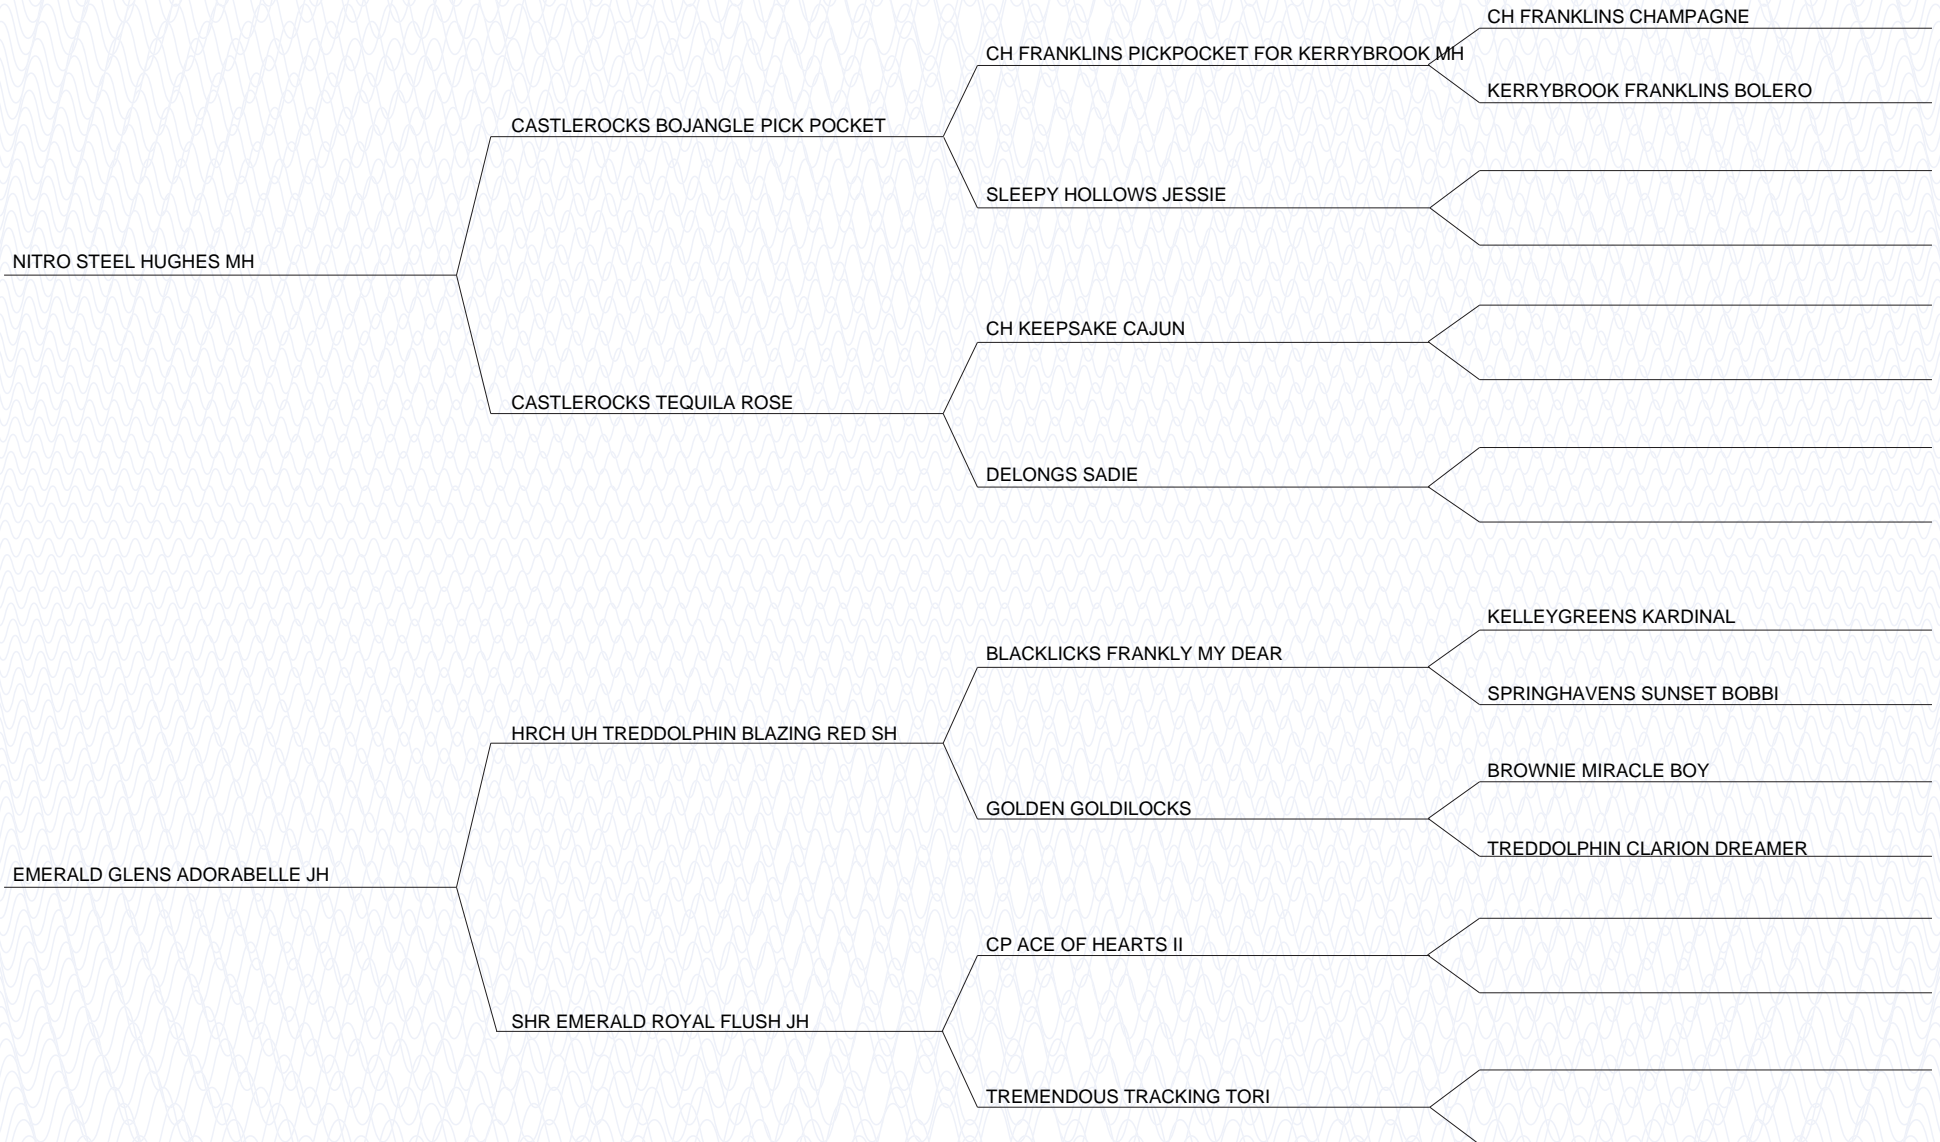 CH FRANKLINS CHAMPAGNE
CH FRANKLINS PICKPOCKET FOR KERRYBROOK MH
KERRYBROOK FRANKLINS BOLERO
CASTLEROCKS BOJANGLE PICK POCKET
SLEEPY HOLLOWS JESSIE
NITRO STEEL HUGHES MH
CH KEEPSAKE CAJUN
CASTLEROCKS TEQUILA ROSE
DELONGS SADIE
KELLEYGREENS KARDINAL
BLACKLICKS FRANKLY MY DEAR
SPRINGHAVENS SUNSET BOBBI
HRCH UH TREDDOLPHIN BLAZING RED SH
BROWNIE MIRACLE BOY
GOLDEN GOLDILOCKS
TREDDOLPHIN CLARION DREAMER
EMERALD GLENS ADORABELLE JH
CP ACE OF HEARTS II
SHR EMERALD ROYAL FLUSH JH
TREMENDOUS TRACKING TORI